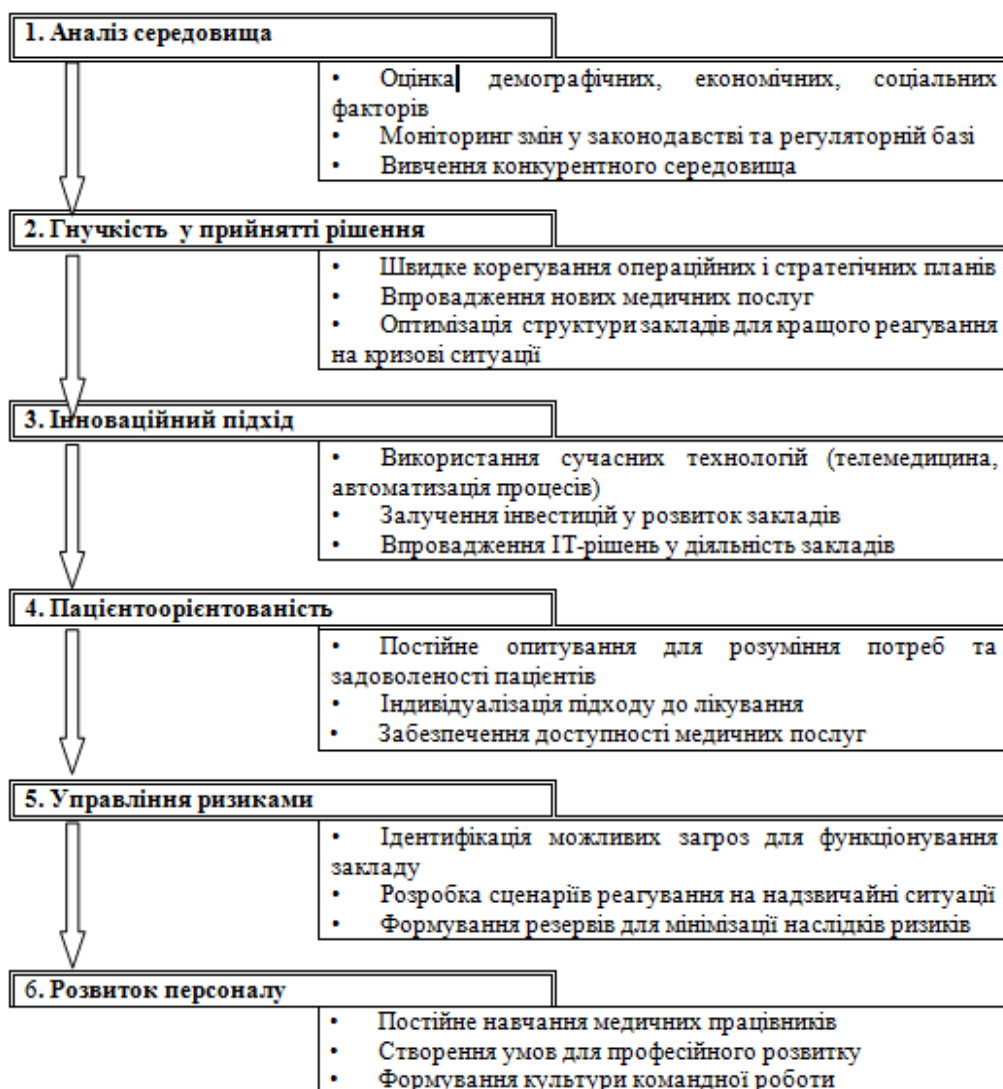 1. Аналіз середовища
• Оцінка демографічних, економічних, соціальних
факторів
• Моніторинг змін у законодавстві та регуляторній базі
• Вивчення конкурентного середовища
2. Гнучкість у прийнятті рішення
• Швидке корегування операційних і стратегічних планів
• Впровадження нових медичних послуг
• Оптимізація структури закладів для кращого реагування
на кризові ситуації
3. Інноваційний підхід
• Використання сучасних технологій (телемедицина,
автоматизація процесів)
• Залучення інвестицій у розвиток закладів
• Впровадження ІТ-рішень у діяльність закладів
4. Пацієнтоорієнтованість
• Постійне опитування для розуміння потреб та
задоволеності пацієнтів
• Індивідуалізація підходу до лікування
• Забезпечення доступності медичних послуг
5. Управління ризиками
• Ідентифікація можливих загроз для функціонування
закладу
• Розробка сценаріїв реагування на надзвичайні ситуації
• Формування резервів для мінімізації наслідків ризиків
6. Розвиток персоналу
• Постійне навчання медичних працівників
• Створення умов для професійного розвитку
• Формування культури командної роботи